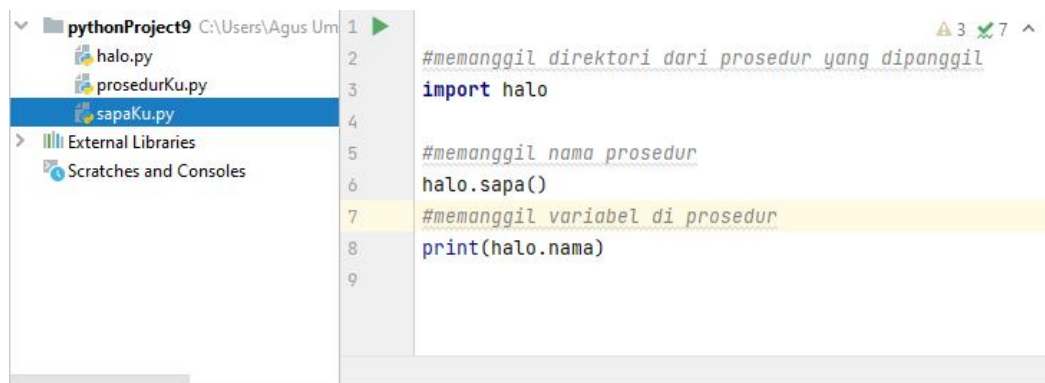 pythonProject9 C:\Users\Agus Um
halo.py
prosedurKu.py
sapaKu.py
External Libraries
Scratches and Consoles
1
2 #memanggil direktori dari prosedur yang dipanggil
3 import halo
4
5 #memanggil nama prosedur
6 halo.sapa()
7 #memanggil variabel di prosedur
8 print(halo.nama)
9
3 7